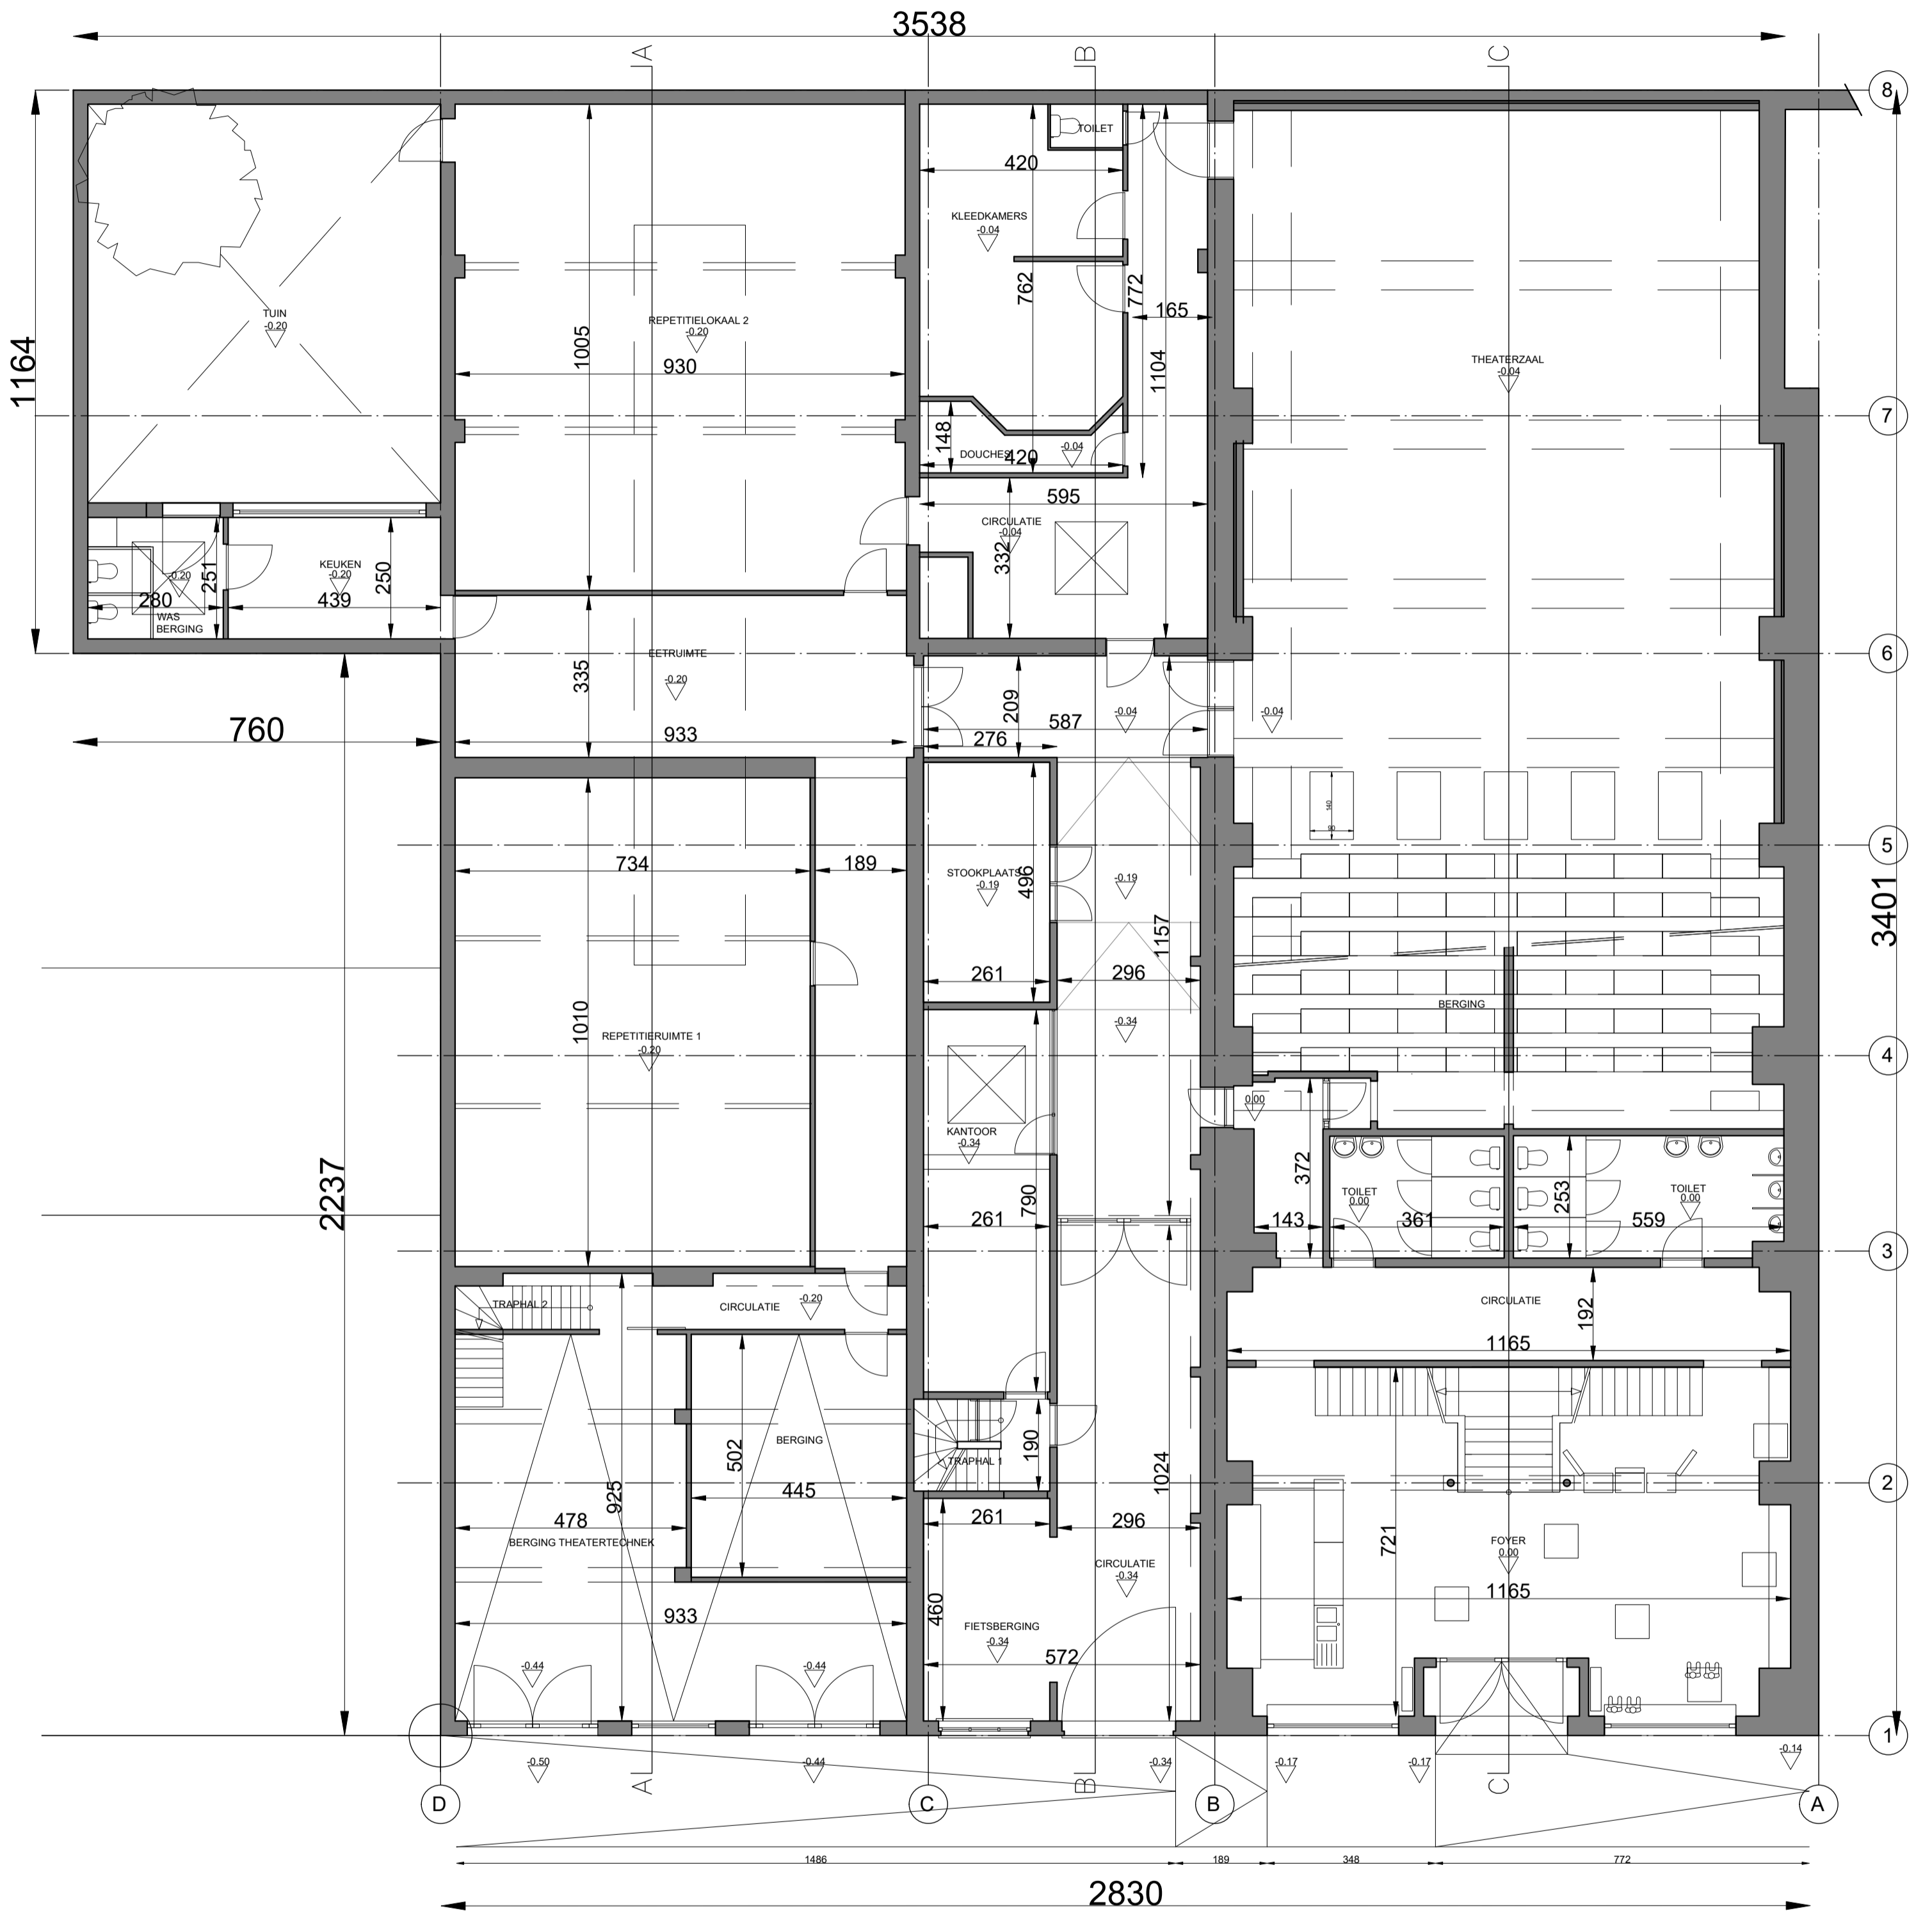 3538
A
B
C
8
TOILET
420
KLEEDKAMERS
-0.04
TUIN
-0.20
REPETITIELOKAAL 2
-0.20
1005
930
762
772
165
1104
THEATERZAAL
-0.04
1164
7
148
DOUCHES
420
-0.04
595
CIRCULATIE
-0.04
332
KEUKEN
-0.20
-0.20
251
250
280
439
WAS
BERGING
EETRUIMTE
-0.20
335
6
209
587
-0.04
-0.04
276
760
933
140
90
5
734
189
STOOKPLAATS
-0.19
496
-0.19
1157
3401
261
296
BERGING
1010
REPETITIERUIMTE 1
-0.20
-0.34
4
0.00
KANTOOR
-0.34
2237
372
790
TOILET
0.00
253
TOILET
0.00
261
143
361
559
3
TRAPHAL 2
CIRCULATIE
-0.20
CIRCULATIE
192
1165
BERGING
502
190
TRAPHAL 1
1024
2
925
445
478
261
296
BERGING THEATERTECHNEK
721
FOYER
0.00
CIRCULATIE
-0.34
1165
460
933
FIETSBERGING
-0.34
572
-0.44
-0.44
1
-0.50
-0.44
-0.34
-0.17
-0.17
-0.14
A
B
C
D
C
B
A
1486
189
348
772
2830